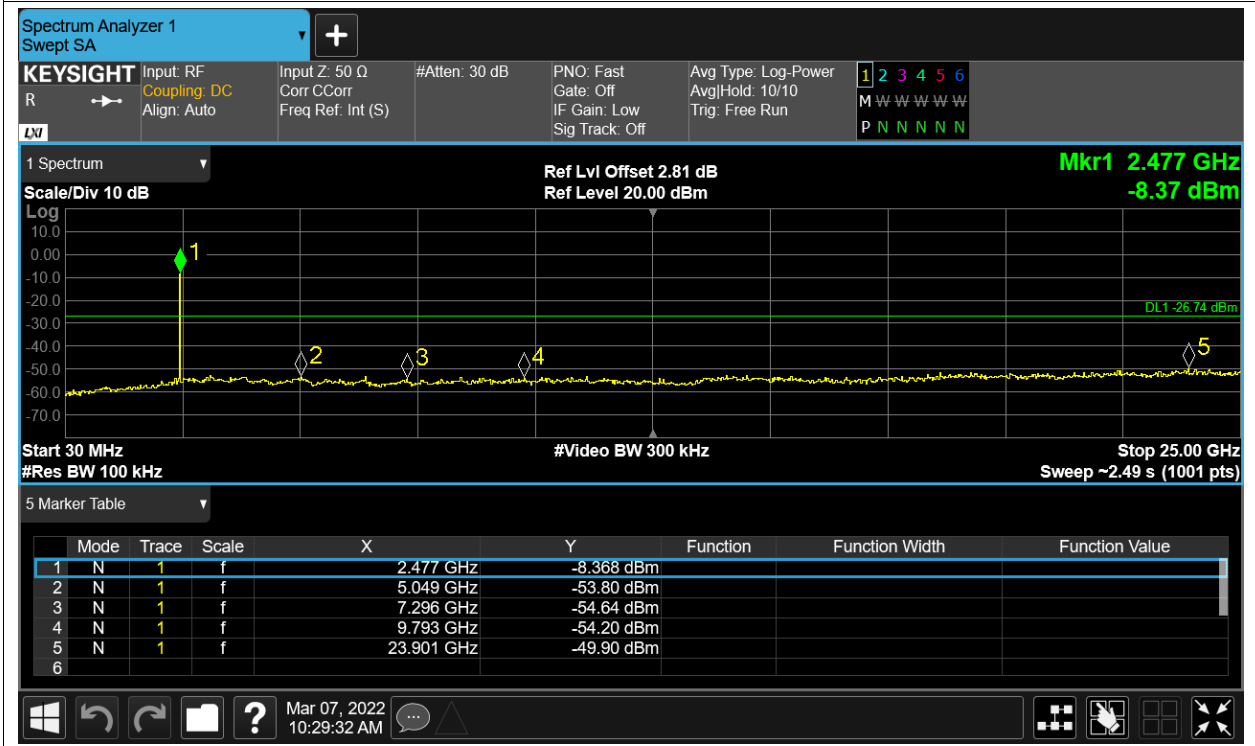 Spectrum Analyzer 1
Swept SA
KEYSIGHT
R
LXI
Input: RF
Coupling: DC
Align: Auto
Input Z: 50 Ω
Corr CCorr
Freq Ref: Int (S)
#Atten: 30 dB
PNO: Fast
Gate: Off
IF Gain: Low
Sig Track: Off
Avg Type: Log-Power
Avg|Hold: 10/10
Trig: Free Run
1 2 3 4 5 6
M W W W W W
P N N N N N
1 Spectrum
Scale/Div 10 dB
Ref Lvl Offset 2.81 dB
Ref Level 20.00 dBm
Mkr1 2.477 GHz
-8.37 dBm
Log
10.0
0.00
-10.0
-20.0
-30.0
-40.0
-50.0
-60.0
-70.0
1
2
3
4
5
DL1 -26.74 dBm
Start 30 MHz
#Video BW 300 kHz
Stop 25.00 GHz
#Res BW 100 kHz
Sweep ~2.49 s (1001 pts)
5 Marker Table
Mode Trace Scale X Y Function Function Width Function Value
1 N 1 f 2.477 GHz -8.368 dBm
2 N 1 f 5.049 GHz -53.80 dBm
3 N 1 f 7.296 GHz -54.64 dBm
4 N 1 f 9.793 GHz -54.20 dBm
5 N 1 f 23.901 GHz -49.90 dBm
6
?
Mar 07, 2022
10:29:32 AM